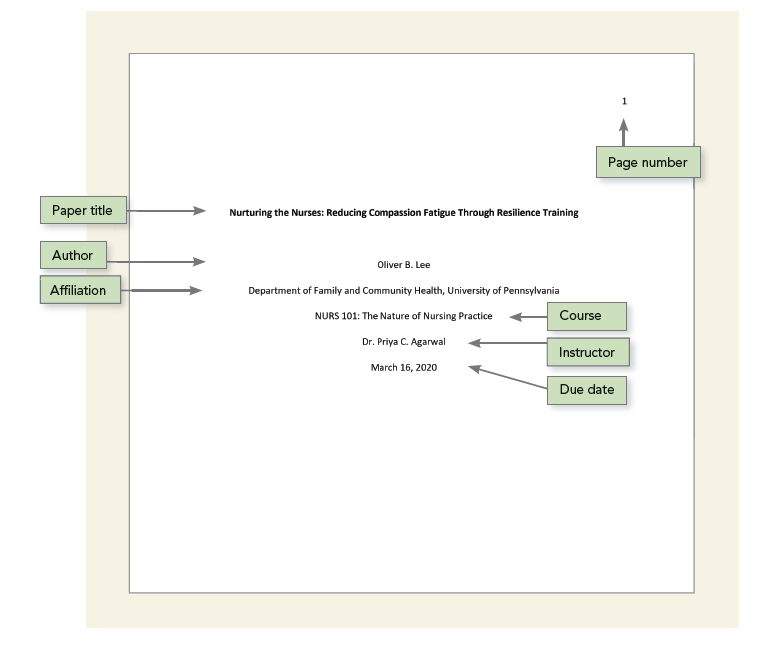 1
Page number
Paper title
Nurturing the Nurses: Reducing Compassion Fatigue Through Resilience Training
Author
Oliver B. Lee
Affiliation
Department of Family and Community Health, University of Pennsylvania
NURS 101: The Nature of Nursing Practice
Course
Dr. Priya C. Agarwal
Instructor
March 16, 2020
Due date